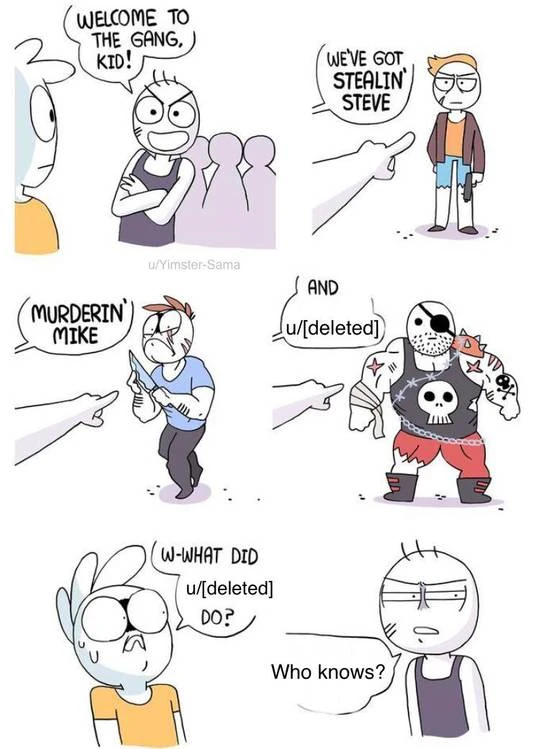 WELCOME TO
THE GANG,
KID!
WE'VE GOT
STEALIN'
STEVE
u/Yimster-Sama
MURDERIN'
MIKE
AND
u/[deleted]
W-WHAT DID
u/[deleted]
DO?
Who knows?